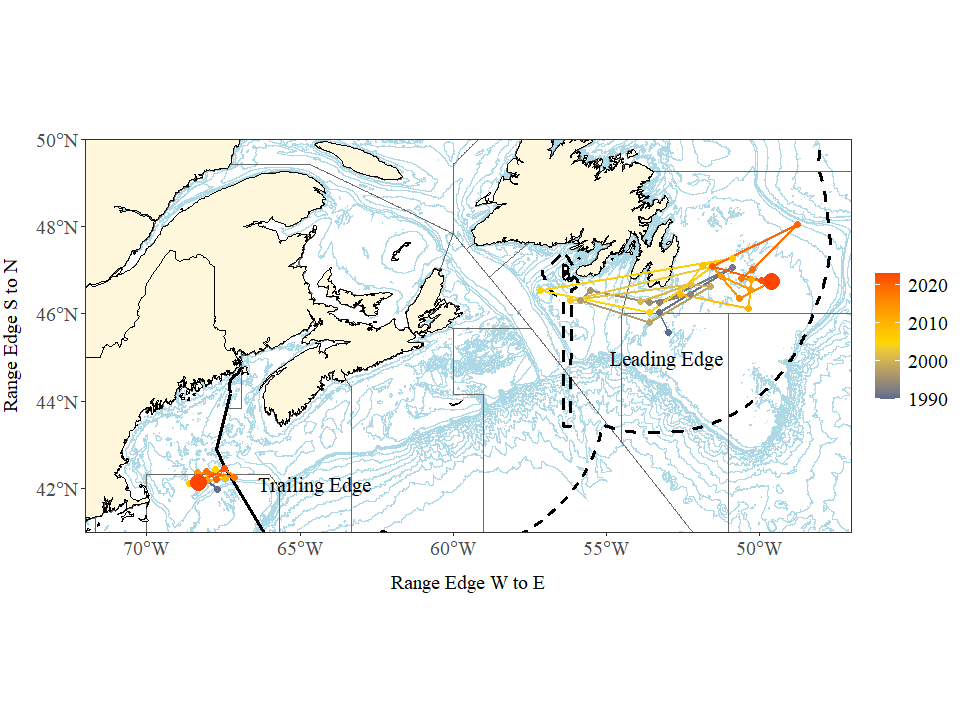 50°N
48°N
46°N
44°N
42°N
Range Edge S to N
Leading Edge
Trailing Edge
70°W 65°W 60°W 55°W 50°W
Range Edge W to E
2020
2010
2000
1990